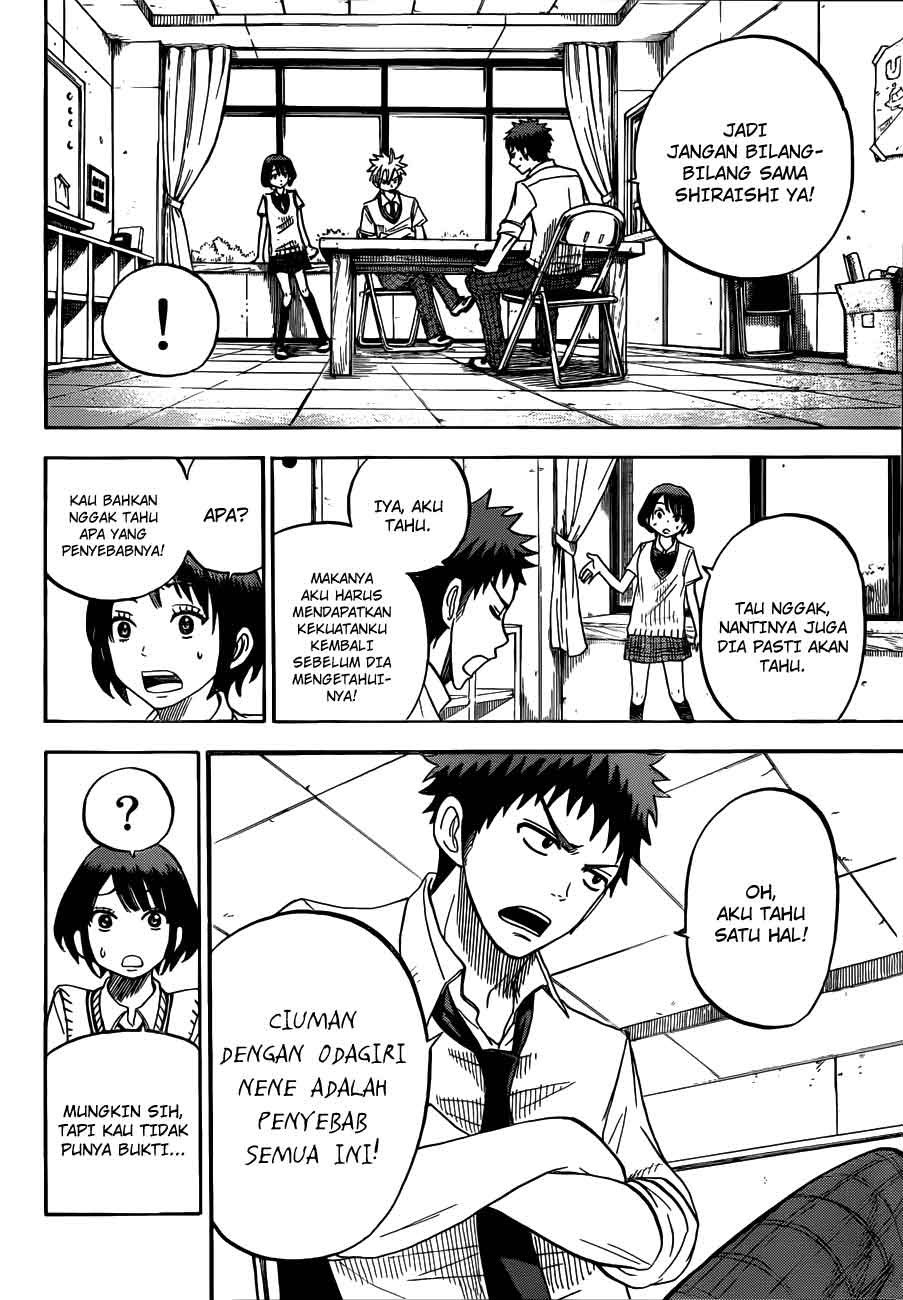 JADI
JANGAN BILANG-
BILANG SAMA
SHIRAISHI YA!
!
TAU NGGAK,
NANTINYA JUGA
DIA PASTI AKAN
TAHU.
IYA, AKU
TAHU.
MAKANYA
AKU HARUS
MENDAPATKAN
KEKUATANKU
KEMBALI
SEBELUM DIA
MENGETAHUI-
NYA!
APA?
KAU BAHKAN
NGGAK TAHU
APA YANG
PENYEBABNYA!
OH,
AKU TAHU
SATU HAL!
CIUMAN
DENGAN ODAGIRI
NENE ADALAH
PENYEBAB
SEMUA INI!
?
MUNGKIN SIH,
TAPI KAU TIDAK
PUNYA BUKTI...